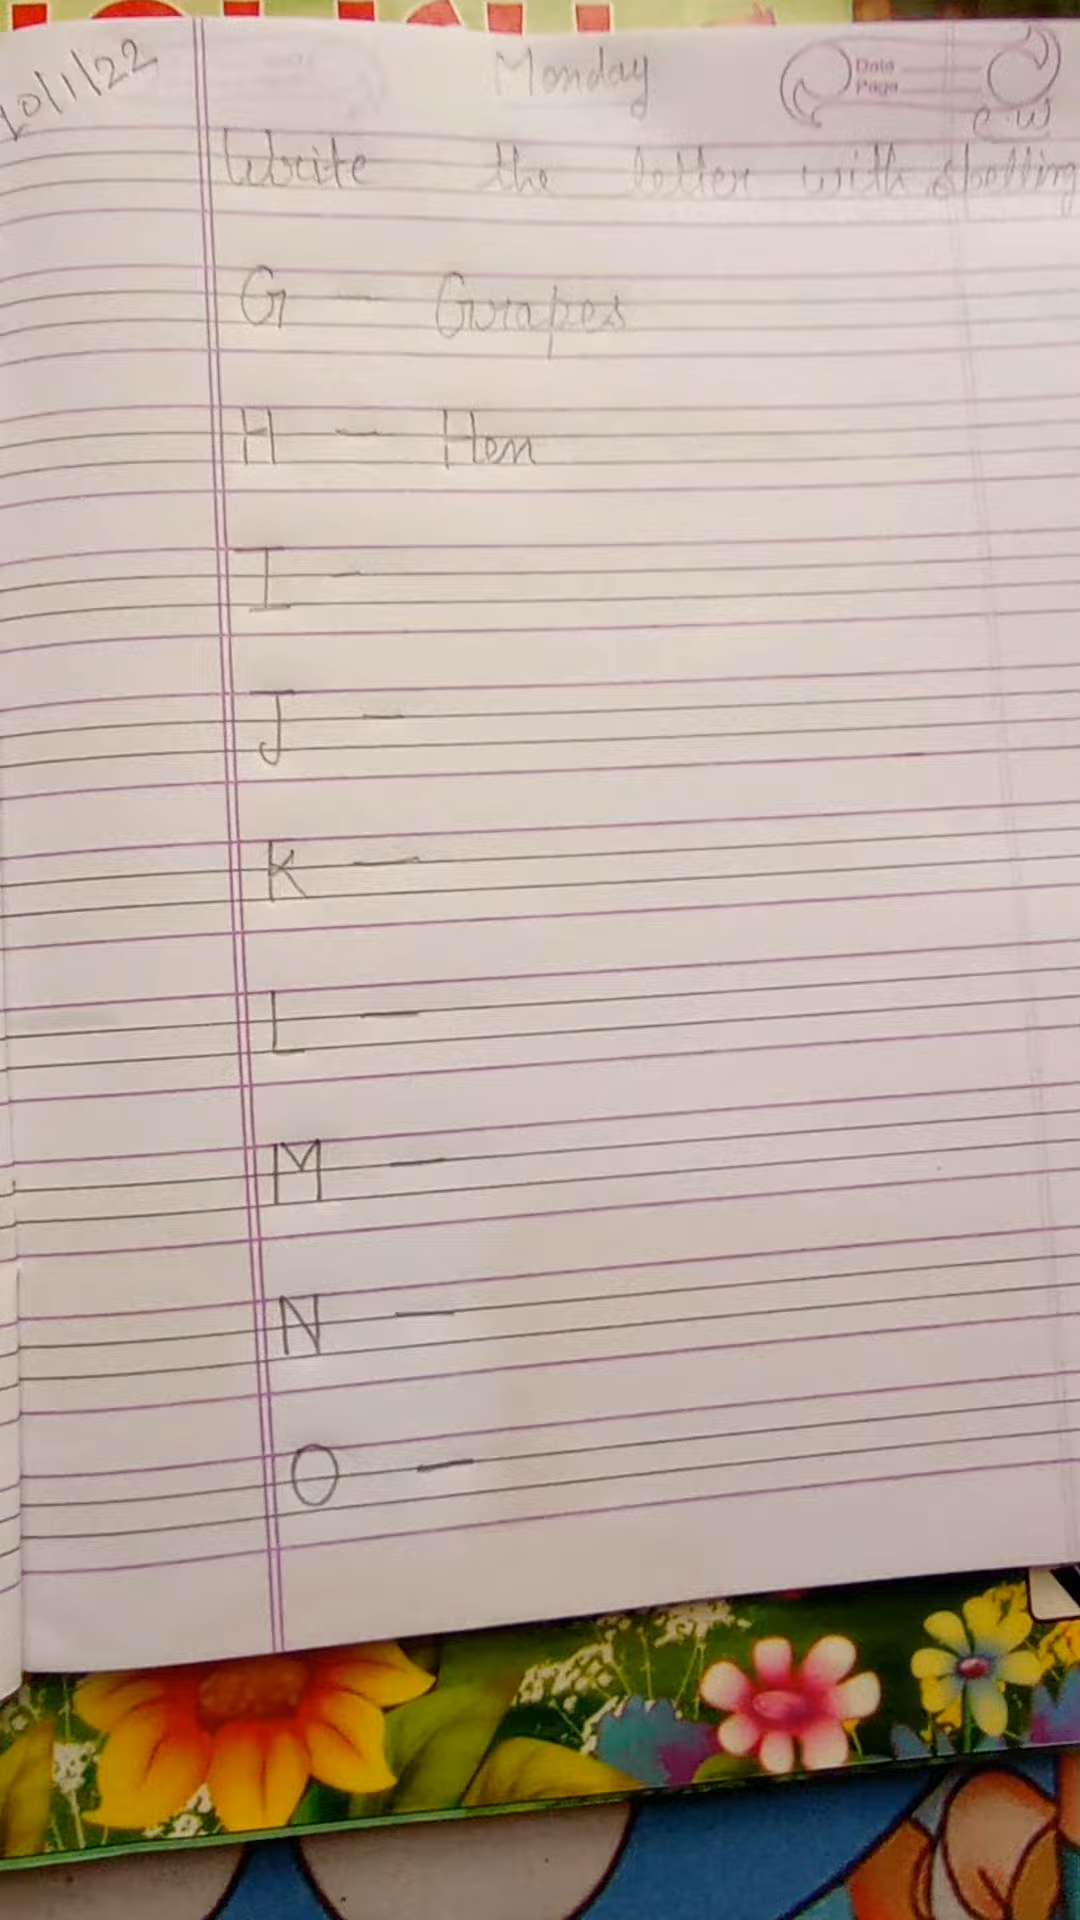 10/1/22
Monday
Date
Page
C.W
Write the letter with spelling
G — Grapes
H — Hen
I —
J —
K —
L —
M —
N —
O —